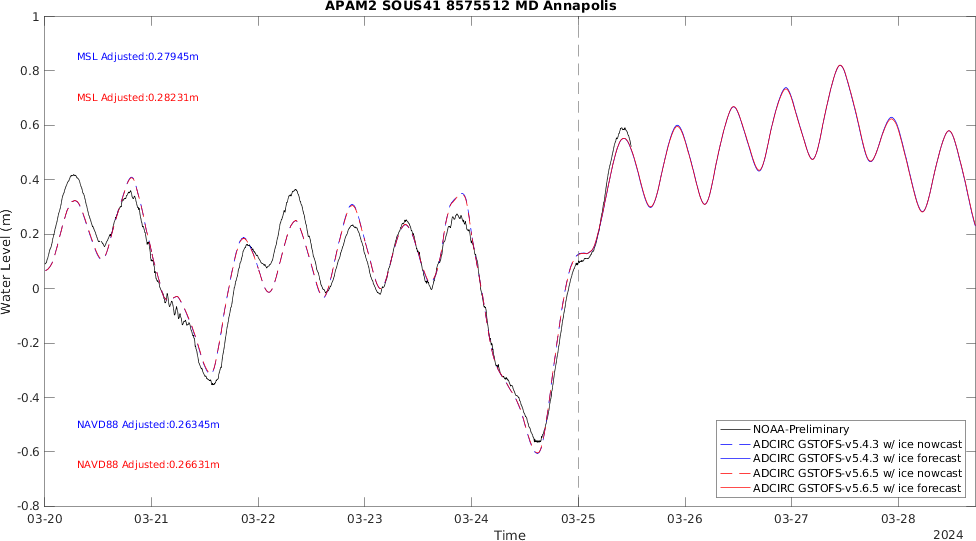 APAM2 SOUS41 8575512 MD Annapolis
1
0.8
0.6
0.4
0.2
0
-0.2
-0.4
-0.6
-0.8
Water Level (m)
MSL Adjusted:0.27945m
MSL Adjusted:0.28231m
NAVD88 Adjusted:0.26345m
NAVD88 Adjusted:0.26631m
NOAA-Preliminary
ADCIRC GSTOFS-v5.4.3 w/ ice nowcast
ADCIRC GSTOFS-v5.4.3 w/ ice forecast
ADCIRC GSTOFS-v5.6.5 w/ ice nowcast
ADCIRC GSTOFS-v5.6.5 w/ ice forecast
03-20 03-21 03-22 03-23 03-24 03-25 03-26 03-27 03-28
Time
2024